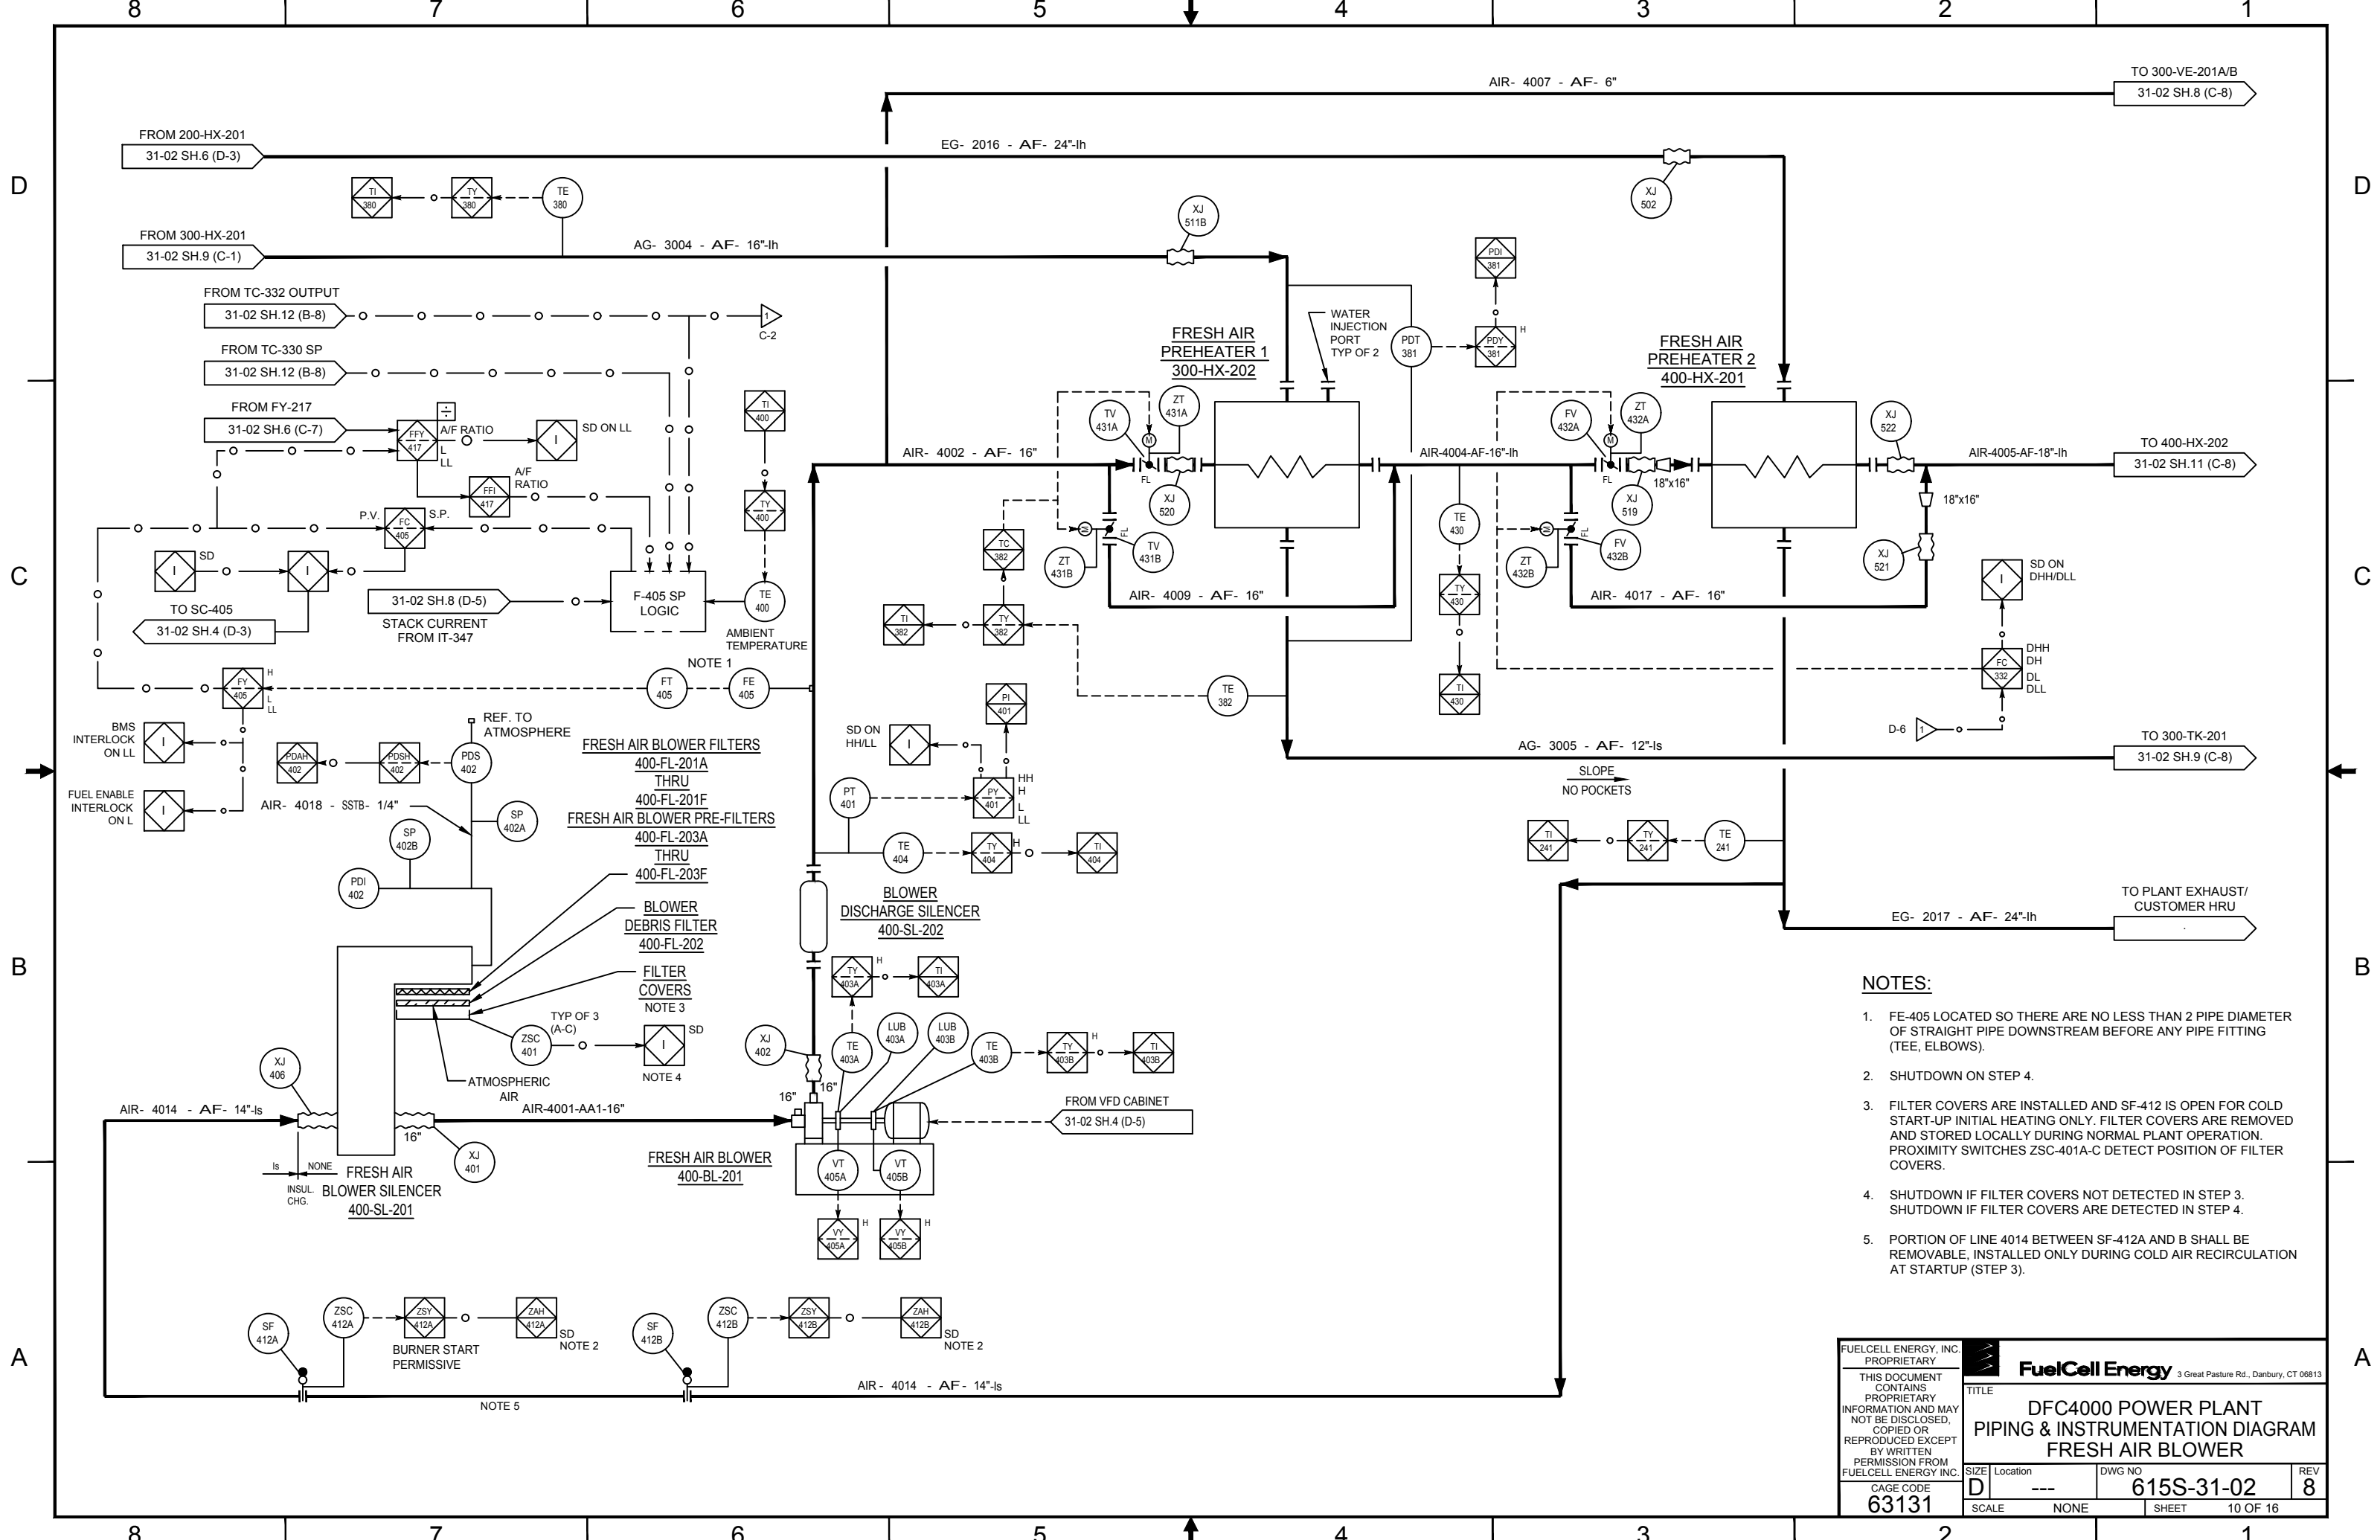 8 7 6 5 4 3 2 1
D
C
B
A
D
C
B
A
TO 300-VE-201A/B
31-02 SH.8 (C-8)
AIR- 4007 - AF- 6"
FROM 200-HX-201
31-02 SH.6 (D-3)
EG- 2016 - AF- 24"-Ih
XJ
502
TI
380
TY
380
TE
380
FROM 300-HX-201
31-02 SH.9 (C-1)
AG- 3004 - AF- 16"-Ih
XJ
511B
FROM TC-332 OUTPUT
31-02 SH.12 (B-8)
1
C-2
FROM TC-330 SP
31-02 SH.12 (B-8)
FROM FY-217
31-02 SH.6 (C-7)
FFY
417
÷
A/F RATIO
L
LL
I
SD ON LL
FFI
417
A/F
RATIO
P.V.
FC
405
S.P.
I
SD
I
TO SC-405
31-02 SH.4 (D-3)
31-02 SH.8 (D-5)
STACK CURRENT
FROM IT-347
F-405 SP
LOGIC
TI
400
TY
400
TE
400
AMBIENT
TEMPERATURE
NOTE 1
FT
405
FE
405
FY
405
H
L
LL
BMS
INTERLOCK
ON LL
I
FUEL ENABLE
INTERLOCK
ON L
I
PDAH
402
PDSH
402
PDS
402
REF. TO
ATMOSPHERE
AIR- 4018 - SSTB- 1/4"
SP
402A
SP
402B
PDI
402
FRESH AIR BLOWER FILTERS
400-FL-201A
THRU
400-FL-201F
FRESH AIR BLOWER PRE-FILTERS
400-FL-203A
THRU
400-FL-203F
BLOWER
DEBRIS FILTER
400-FL-202
FILTER
COVERS
NOTE 3
TYP OF 3
(A-C)
ZSC
401
I
SD
NOTE 4
ATMOSPHERIC
AIR
XJ
406
AIR- 4014 - AF- 14"-Is
16"
XJ
401
Is
NONE
INSUL.
CHG.
FRESH AIR
BLOWER SILENCER
400-SL-201
AIR-4001-AA1-16"
16"
16"
XJ
402
FRESH AIR BLOWER
400-BL-201
TY
403A
H
TI
403A
TE
403A
LUB
403A
LUB
403B
TE
403B
TY
403B
H
TI
403B
FROM VFD CABINET
31-02 SH.4 (D-5)
VT
405A
VT
405B
VY
405A
H
VY
405B
H
BLOWER
DISCHARGE SILENCER
400-SL-202
PT
401
TE
404
TY
404
H
TI
404
PY
401
HH
H
L
LL
SD ON
HH/LL
I
PI
401
AIR- 4002 - AF- 16"
TV
431A
ZT
431A
M
FL
XJ
520
M
FL
ZT
431B
TV
431B
AIR- 4009 - AF- 16"
FRESH AIR
PREHEATER 1
300-HX-202
WATER
INJECTION
PORT
TYP OF 2
PDT
381
PDY
381
H
PDI
381
TC
382
TY
382
TI
382
TE
382
AIR-4004-AF-16"-Ih
TE
430
TY
430
TI
430
FV
432A
ZT
432A
M
FL
XJ
519
18"x16"
M
FL
ZT
432B
FV
432B
AIR- 4017 - AF- 16"
FRESH AIR
PREHEATER 2
400-HX-201
XJ
522
AIR-4005-AF-18"-Ih
TO 400-HX-202
31-02 SH.11 (C-8)
18"x16"
XJ
521
I
SD ON
DHH/DLL
FC
332
DHH
DH
DL
DLL
D-6
1
AG- 3005 - AF- 12"-Is
SLOPE
NO POCKETS
TO 300-TK-201
31-02 SH.9 (C-8)
TI
241
TY
241
TE
241
EG- 2017 - AF- 24"-Ih
TO PLANT EXHAUST/
CUSTOMER HRU
SF
412A
ZSC
412A
ZSY
412A
ZAH
412A
SD
NOTE 2
BURNER START
PERMISSIVE
SF
412B
ZSC
412B
ZSY
412B
ZAH
412B
SD
NOTE 2
AIR - 4014 - AF- 14"-Is
NOTE 5
NOTES:
1. FE-405 LOCATED SO THERE ARE NO LESS THAN 2 PIPE DIAMETER
OF STRAIGHT PIPE DOWNSTREAM BEFORE ANY PIPE FITTING
(TEE, ELBOWS).
2. SHUTDOWN ON STEP 4.
3. FILTER COVERS ARE INSTALLED AND SF-412 IS OPEN FOR COLD
START-UP INITIAL HEATING ONLY. FILTER COVERS ARE REMOVED
AND STORED LOCALLY DURING NORMAL PLANT OPERATION.
PROXIMITY SWITCHES ZSC-401A-C DETECT POSITION OF FILTER
COVERS.
4. SHUTDOWN IF FILTER COVERS NOT DETECTED IN STEP 3.
SHUTDOWN IF FILTER COVERS ARE DETECTED IN STEP 4.
5. PORTION OF LINE 4014 BETWEEN SF-412A AND B SHALL BE
REMOVABLE, INSTALLED ONLY DURING COLD AIR RECIRCULATION
AT STARTUP (STEP 3).
FUELCELL ENERGY, INC.
PROPRIETARY
THIS DOCUMENT
CONTAINS
PROPRIETARY
INFORMATION AND MAY
NOT BE DISCLOSED,
COPIED OR
REPRODUCED EXCEPT
BY WRITTEN
PERMISSION FROM
FUELCELL ENERGY INC.
CAGE CODE
63131
FuelCell Energy 3 Great Pasture Rd., Danbury, CT 06813
TITLE
DFC4000 POWER PLANT
PIPING & INSTRUMENTATION DIAGRAM
FRESH AIR BLOWER
SIZE
D
Location
---
DWG NO
615S-31-02
REV
8
SCALE NONE
SHEET 10 OF 16
8 7 6 5 4 3 2 1